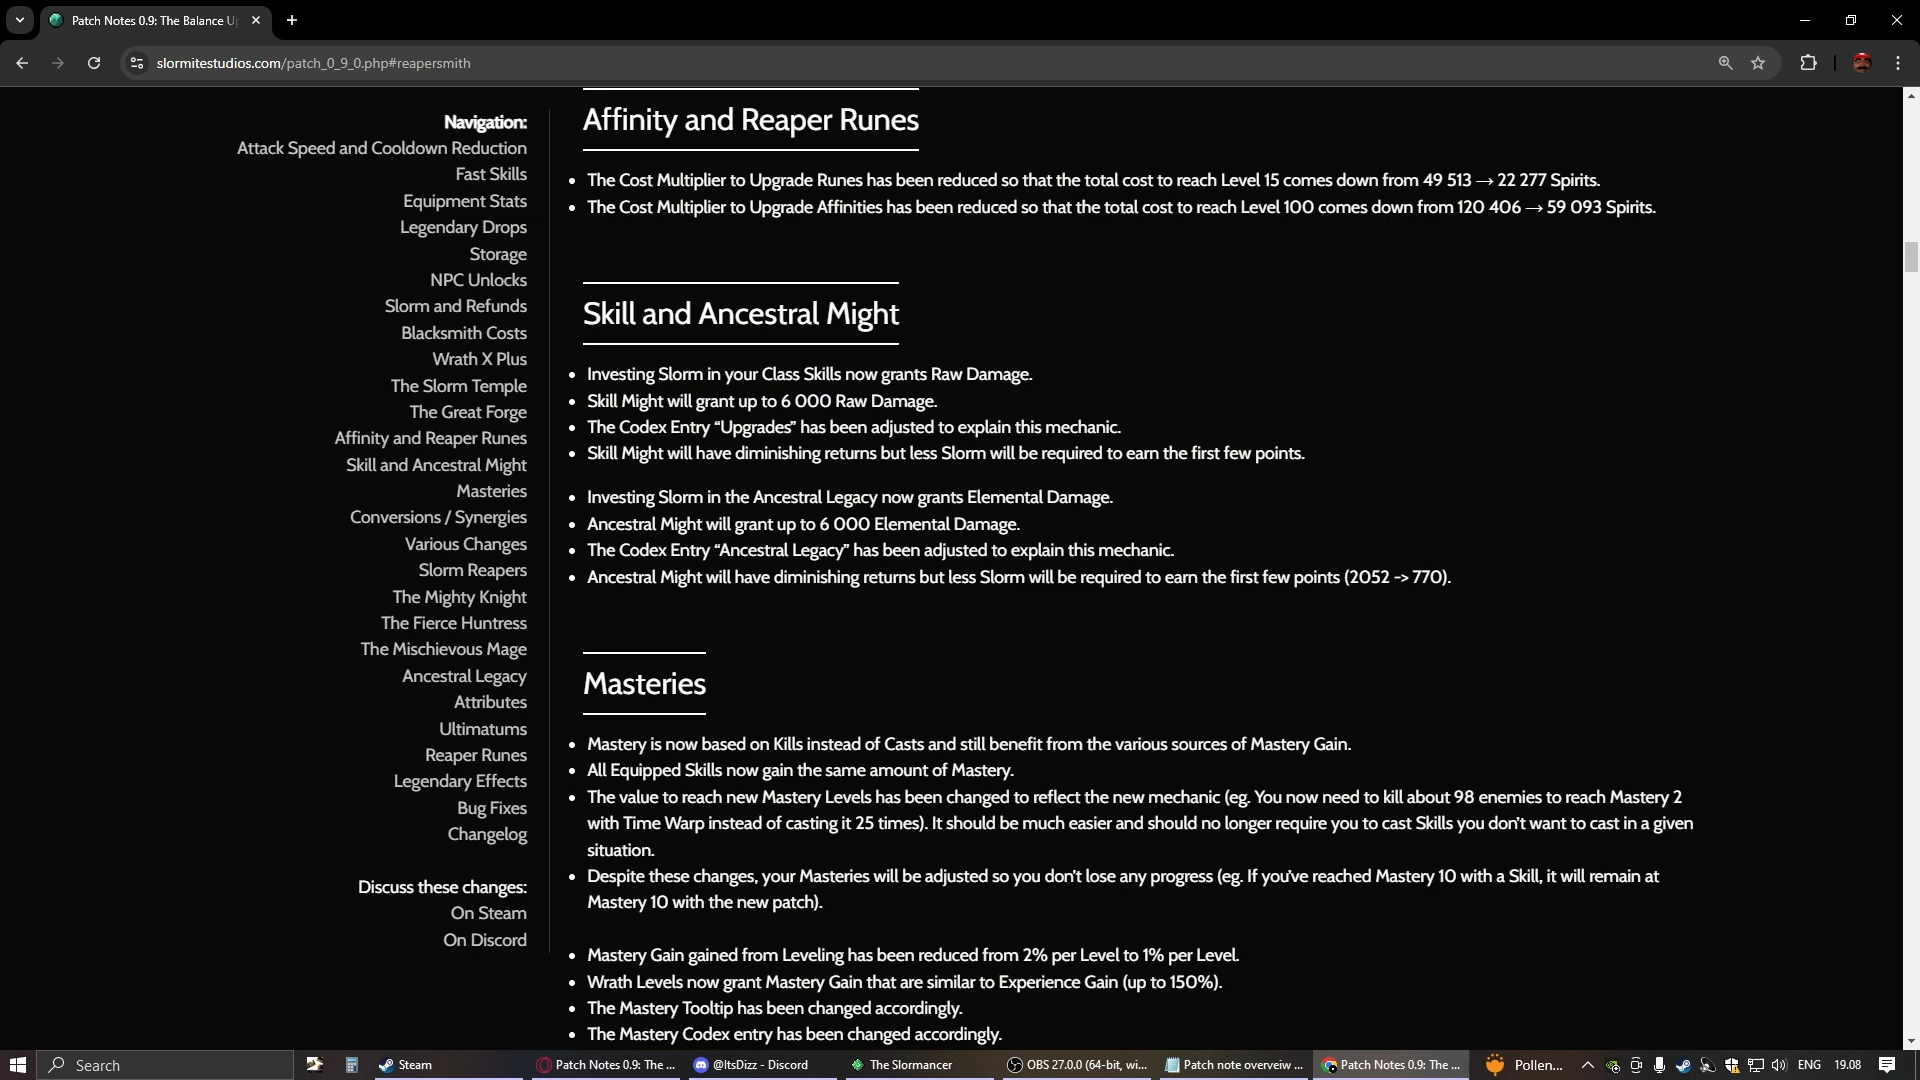 Patch Notes 0.9: The Balance Up
slormitestudios.com/patch_0_9_0.php#reapersmith
Navigation:
Attack Speed and Cooldown Reduction
Fast Skills
Equipment Stats
Legendary Drops
Storage
NPC Unlocks
Slorm and Refunds
Blacksmith Costs
Wrath X Plus
The Slorm Temple
The Great Forge
Affinity and Reaper Runes
Skill and Ancestral Might
Masteries
Conversions / Synergies
Various Changes
Slorm Reapers
The Mighty Knight
The Fierce Huntress
The Mischievous Mage
Ancestral Legacy
Attributes
Ultimatums
Reaper Runes
Legendary Effects
Bug Fixes
Changelog
Discuss these changes:
On Steam
On Discord
Affinity and Reaper Runes
• The Cost Multiplier to Upgrade Runes has been reduced so that the total cost to reach Level 15 comes down from 49 513 → 22 277 Spirits.
• The Cost Multiplier to Upgrade Affinities has been reduced so that the total cost to reach Level 100 comes down from 120 406 → 59 093 Spirits.
Skill and Ancestral Might
• Investing Slorm in your Class Skills now grants Raw Damage.
• Skill Might will grant up to 6 000 Raw Damage.
• The Codex Entry “Upgrades” has been adjusted to explain this mechanic.
• Skill Might will have diminishing returns but less Slorm will be required to earn the first few points.
• Investing Slorm in the Ancestral Legacy now grants Elemental Damage.
• Ancestral Might will grant up to 6 000 Elemental Damage.
• The Codex Entry “Ancestral Legacy” has been adjusted to explain this mechanic.
• Ancestral Might will have diminishing returns but less Slorm will be required to earn the first few points (2052 -> 770).
Masteries
• Mastery is now based on Kills instead of Casts and still benefit from the various sources of Mastery Gain.
• All Equipped Skills now gain the same amount of Mastery.
• The value to reach new Mastery Levels has been changed to reflect the new mechanic (eg. You now need to kill about 98 enemies to reach Mastery 2
with Time Warp instead of casting it 25 times). It should be much easier and should no longer require you to cast Skills you don’t want to cast in a given
situation.
• Despite these changes, your Masteries will be adjusted so you don’t lose any progress (eg. If you’ve reached Mastery 10 with a Skill, it will remain at
Mastery 10 with the new patch).
• Mastery Gain gained from Leveling has been reduced from 2% per Level to 1% per Level.
• Wrath Levels now grant Mastery Gain that are similar to Experience Gain (up to 150%).
• The Mastery Tooltip has been changed accordingly.
• The Mastery Codex entry has been changed accordingly.
Search
Steam
Patch Notes 0.9: The ...
@ItsDizz - Discord
The Slormancer
OBS 27.0.0 (64-bit, wi...
Patch note overveiw ...
Patch Notes 0.9: The ...
Pollen...
ENG
19.08